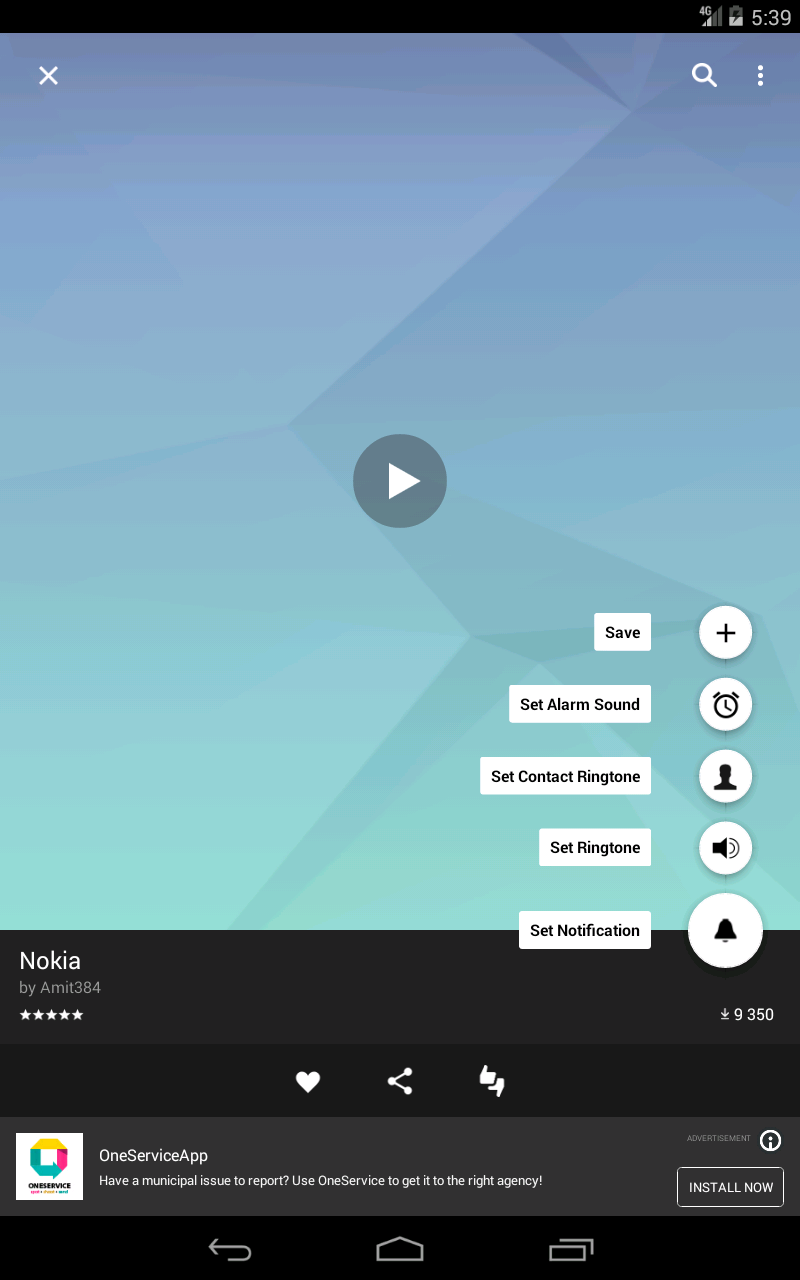 4G 5:39
Save
Set Alarm Sound
Set Contact Ringtone
Set Ringtone
Set Notification
Nokia
by Amit384
9 350
ADVERTISEMENT
OneServiceApp
Have a municipal issue to report? Use OneService to get it to the right agency!
INSTALL NOW
ONESERVICE